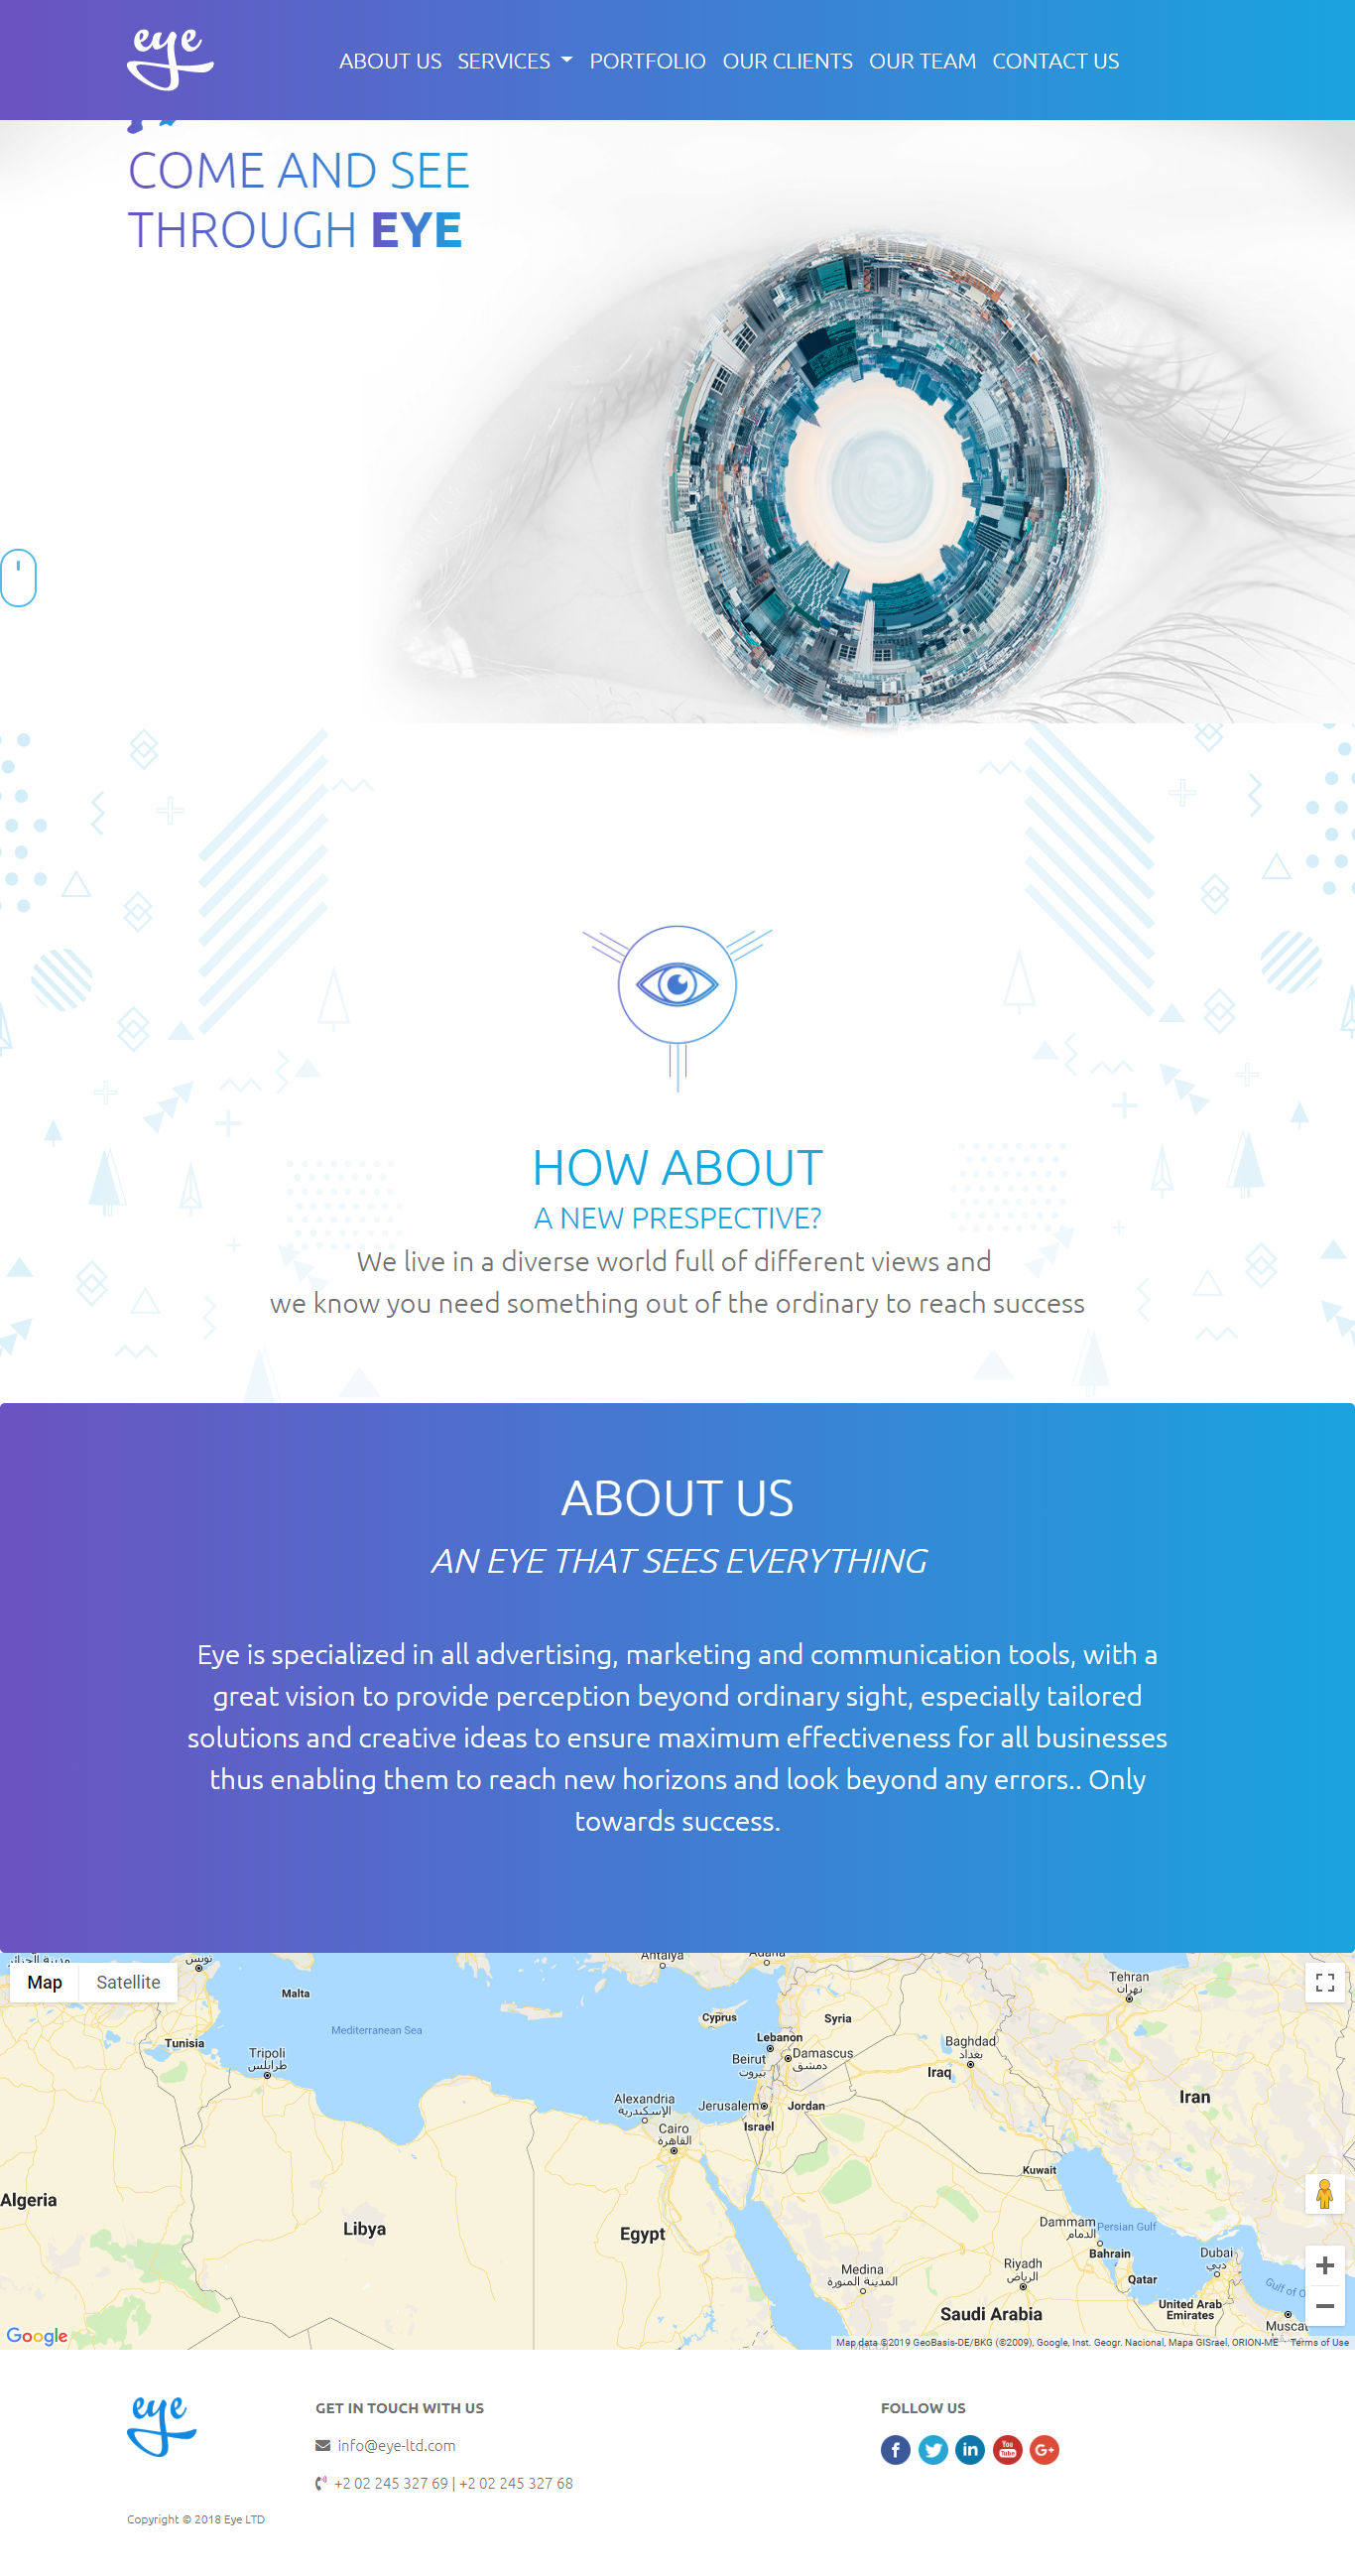 eye
ABOUT US SERVICES PORTFOLIO OUR CLIENTS OUR TEAM CONTACT US
COME AND SEE
THROUGH EYE
HOW ABOUT
A NEW PRESPECTIVE?
We live in a diverse world full of different views and
we know you need something out of the ordinary to reach success
ABOUT US
AN EYE THAT SEES EVERYTHING
Eye is specialized in all advertising, marketing and communication tools, with a
great vision to provide perception beyond ordinary sight, especially tailored
solutions and creative ideas to ensure maximum effectiveness for all businesses
thus enabling them to reach new horizons and look beyond any errors.. Only
towards success.
Map Satellite
تونس
Antalya
Adana
Tehran
تهران
Malta
Mediterranean Sea
Cyprus
Syria
Tunisia
Lebanon
Baghdad
بغداد
Tripoli
طرابلس
Beirut
بيروت
Damascus
دمشق
Iraq
Iran
Alexandria
الإسكندرية
Jerusalem
Jordan
Cairo
القاهرة
Israel
Kuwait
Algeria
Libya
Egypt
Dammam
الدمام
Persian Gulf
Bahrain
Dubai
دبي
Medina
المدينة المنورة
Riyadh
الرياض
Qatar
Gulf of
Saudi Arabia
United Arab
Emirates
Muscat
Google
Map data ©2019 GeoBasis-DE/BKG (©2009), Google, Inst. Geogr. Nacional, Mapa GISrael, ORION-ME
Terms of Use
eye
GET IN TOUCH WITH US
info@eye-ltd.com
+2 02 245 327 69 | +2 02 245 327 68
FOLLOW US
f in You Tube G+
Copyright © 2018 Eye LTD